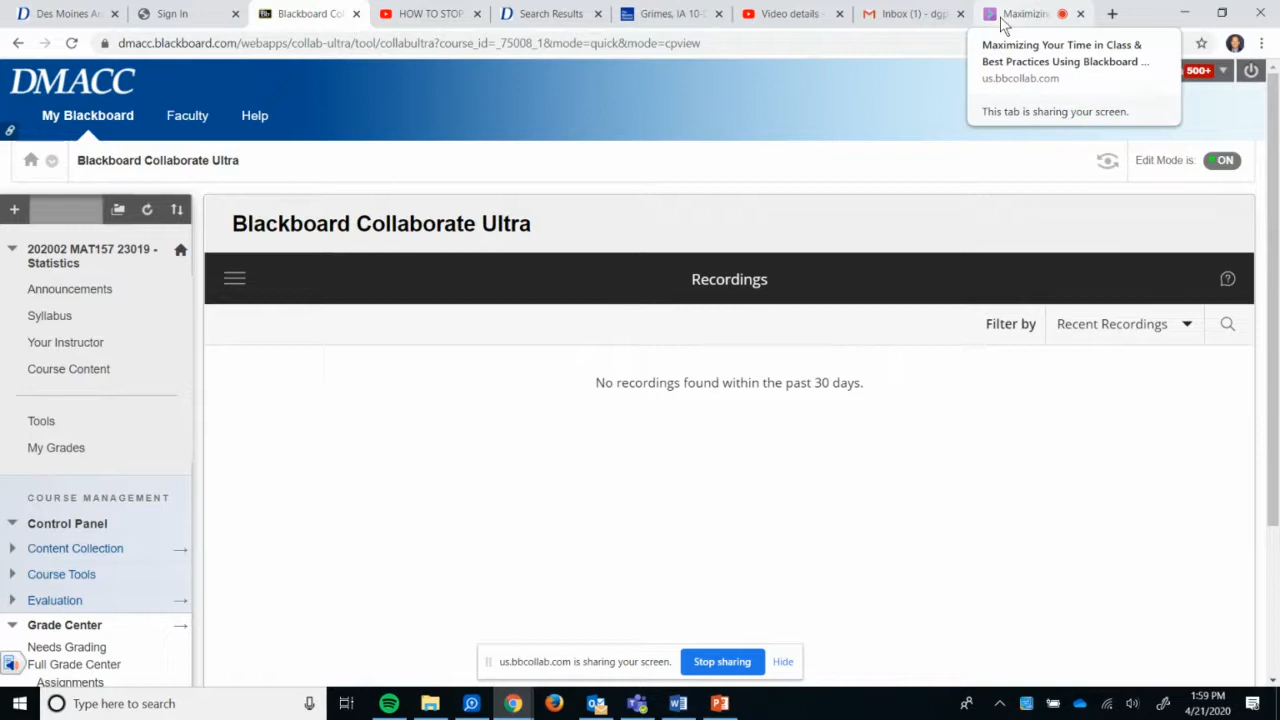 Des Moines Ar
Sign In
Blackboard Col
HOW TO STOP
Search Results
Grimes, IA 10-D
Video details -
Inbox (1) - dgp
Maximizing
dmacc.blackboard.com/webapps/collab-ultra/tool/collabultra?course_id=_75008_1&mode=quick&mode=cpview
Maximizing Your Time in Class &
Best Practices Using Blackboard ...
us.bbcollab.com
This tab is sharing your screen.
DMACC
500+
My Blackboard
Faculty
Help
Blackboard Collaborate Ultra
Edit Mode is:
ON
Blackboard Collaborate Ultra
202002 MAT157 23019 -
Statistics
Announcements
Syllabus
Your Instructor
Course Content
Tools
My Grades
COURSE MANAGEMENT
Control Panel
Content Collection
Course Tools
Evaluation
Grade Center
Needs Grading
Full Grade Center
Assignments
Recordings
Filter by
Recent Recordings
No recordings found within the past 30 days.
us.bbcollab.com is sharing your screen.
Stop sharing
Hide
Type here to search
1:59 PM
4/21/2020